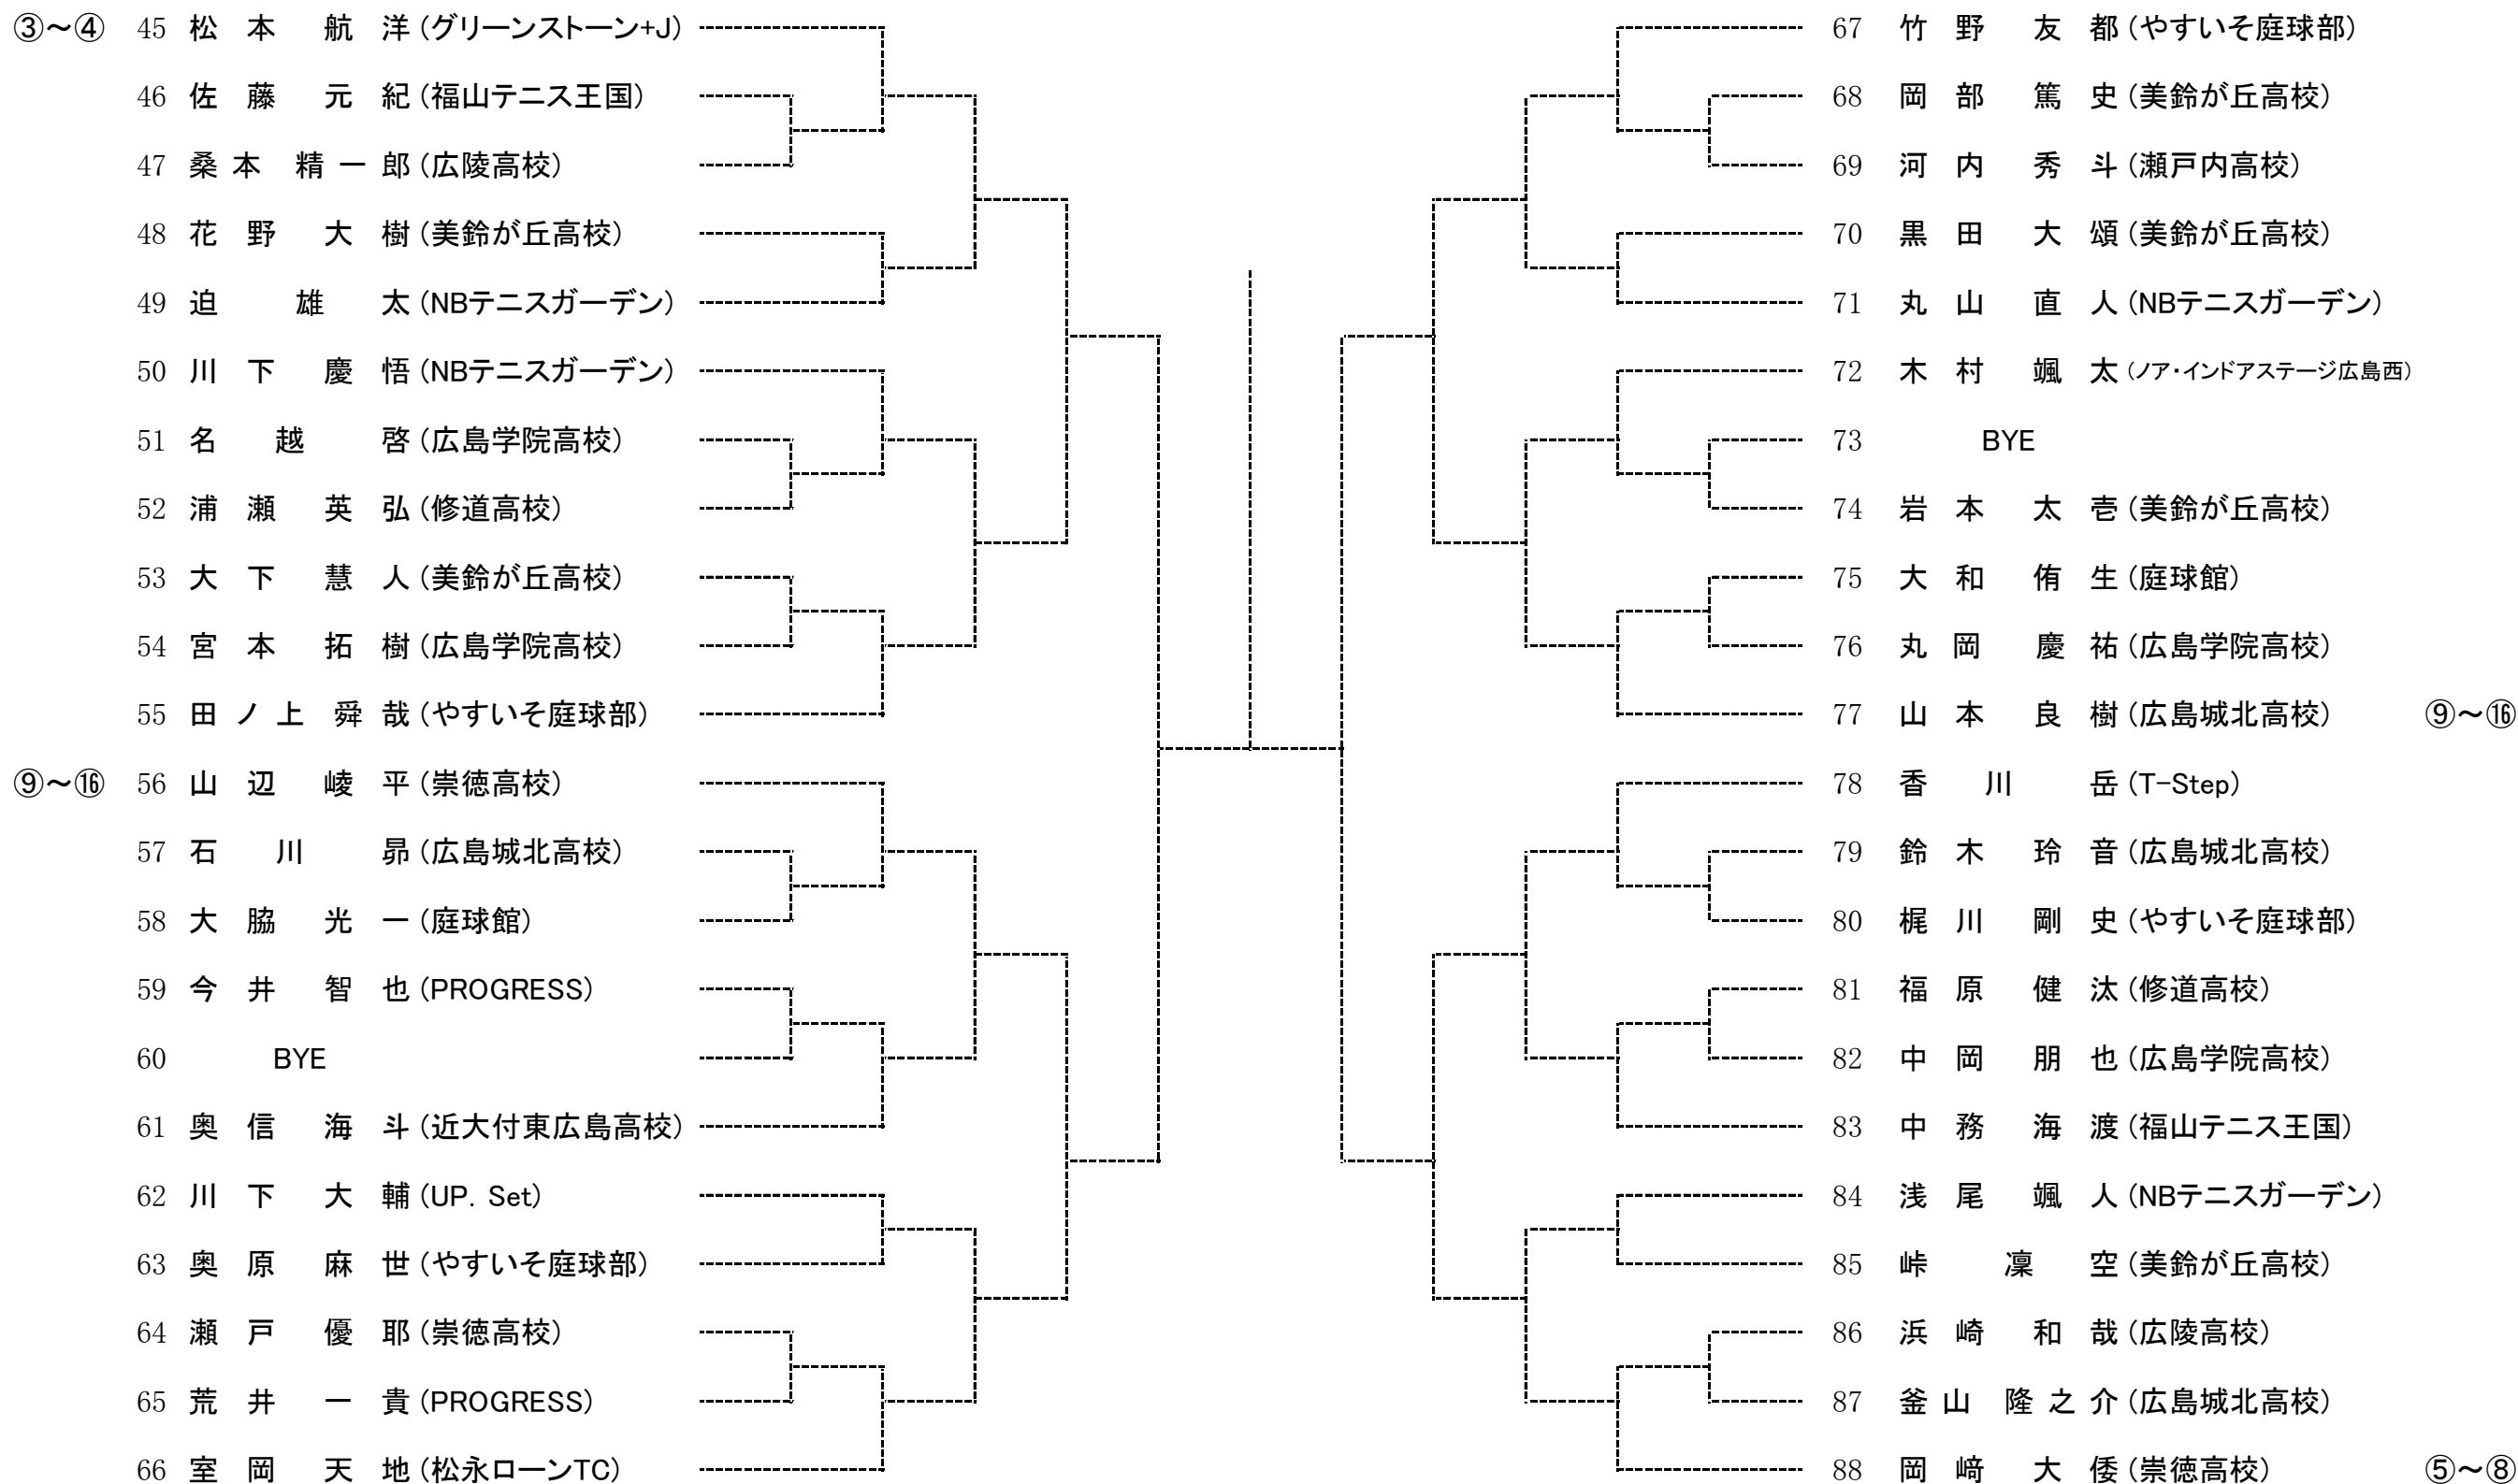 ③～④ 45 松本 航洋 (グリーンストーン+J)
46 佐藤 元紀 (福山テニス王国)
47 桑本 精一郎 (広陵高校)
48 花野 大樹 (美鈴が丘高校)
49 迫 雄太 (NBテニスガーデン)
50 川下 慶悟 (NBテニスガーデン)
51 名越 啓 (広島学院高校)
52 浦瀬 英弘 (修道高校)
53 大下 慧人 (美鈴が丘高校)
54 宮本 拓樹 (広島学院高校)
55 田ノ上 舜哉 (やすいそ庭球部)
⑨～⑯ 56 山辺 崚平 (崇徳高校)
57 石川 昴 (広島城北高校)
58 大脇 光一 (庭球館)
59 今井 智也 (PROGRESS)
60 BYE
61 奥信 海斗 (近大付東広島高校)
62 川下 大輔 (UP. Set)
63 奥原 麻世 (やすいそ庭球部)
64 瀬戸 優耶 (崇徳高校)
65 荒井 一貴 (PROGRESS)
66 室岡 天地 (松永ローンTC)
67 竹野 友都 (やすいそ庭球部)
68 岡部 篤史 (美鈴が丘高校)
69 河内 秀斗 (瀬戸内高校)
70 黒田 大頌 (美鈴が丘高校)
71 丸山 直人 (NBテニスガーデン)
72 木村 颯太 (ノア・インドアステージ広島西)
73 BYE
74 岩本 太壱 (美鈴が丘高校)
75 大和 侑生 (庭球館)
76 丸岡 慶祐 (広島学院高校)
77 山本 良樹 (広島城北高校) ⑨～⑯
78 香川 岳 (T-Step)
79 鈴木 玲音 (広島城北高校)
80 梶川 剛史 (やすいそ庭球部)
81 福原 健汰 (修道高校)
82 中岡 朋也 (広島学院高校)
83 中務 海渡 (福山テニス王国)
84 浅尾 颯人 (NBテニスガーデン)
85 峠 凜空 (美鈴が丘高校)
86 浜崎 和哉 (広陵高校)
87 釜山 隆之介 (広島城北高校)
88 岡﨑 大倭 (崇徳高校) ⑤～⑧